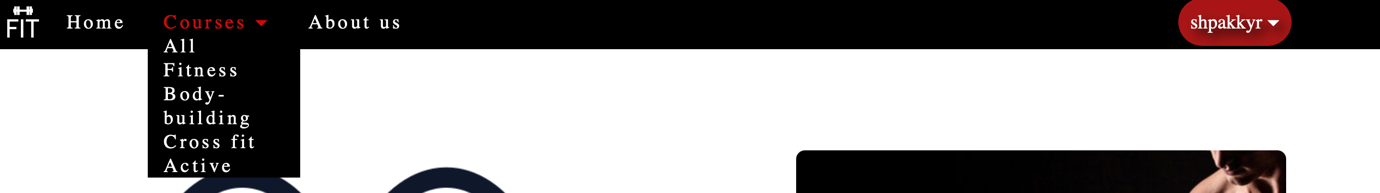 FIT
Home
Courses
About us
shpakkyr
All
Fitness
Body-
building
Cross fit
Active